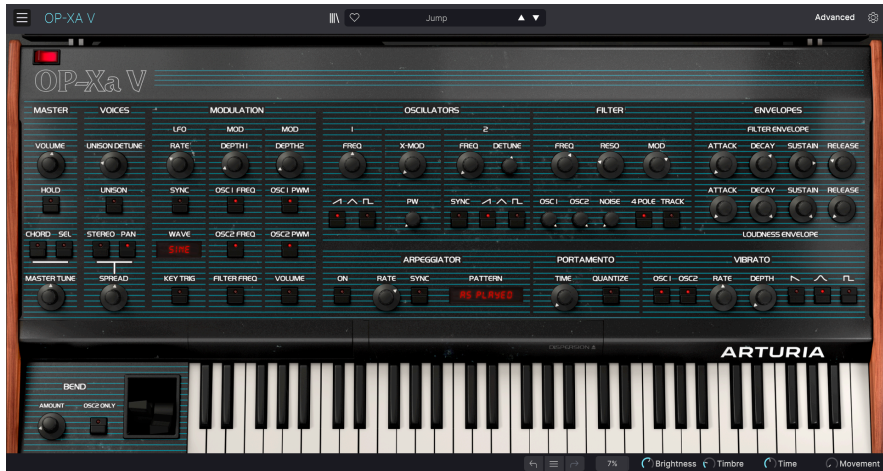 OP-XA V
Jump
Advanced
OP-Xa V
MASTER VOICES MODULATION OSCILLATORS FILTER ENVELOPES
LFO MOD MOD 1 2 FILTER ENVELOPE
VOLUME UNISON DETUNE RATE DEPTH1 DEPTH2 FREQ X-MOD FREQ DETUNE FREQ RESO MOD ATTACK DECAY SUSTAIN RELEASE
HOLD UNISON SYNC OSC1 FREQ OSC1 PWM PW SYNC OSC1 OSC2 NOISE 4 POLE TRACK ATTACK DECAY SUSTAIN RELEASE
CHORD SEL STEREO PAN WAVE OSC2 FREQ OSC2 PWM LOUDNESS ENVELOPE
SINE
ARPEGGIATOR PORTAMENTO VIBRATO
MASTER TUNE SPREAD KEY TRIG FILTER FREQ VOLUME ON RATE SYNC PATTERN TIME QUANTIZE OSC1 OSC2 RATE DEPTH
AS PLAYED
DISPERSION
ARTURIA
BEND
AMOUNT OSC2 ONLY
7% Brightness Timbre Time Movement